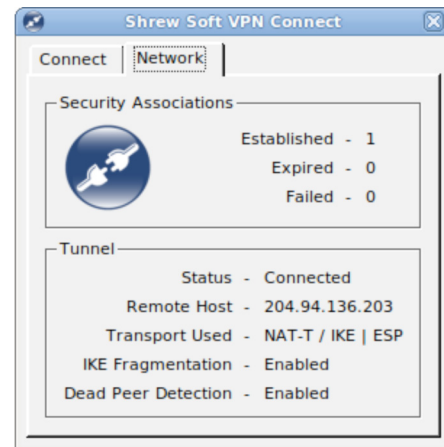 Shrew Soft VPN Connect
Connect Network
Security Associations
Established - 1
Expired - 0
Failed - 0
Tunnel
Status - Connected
Remote Host - 204.94.136.203
Transport Used - NAT-T / IKE | ESP
IKE Fragmentation - Enabled
Dead Peer Detection - Enabled